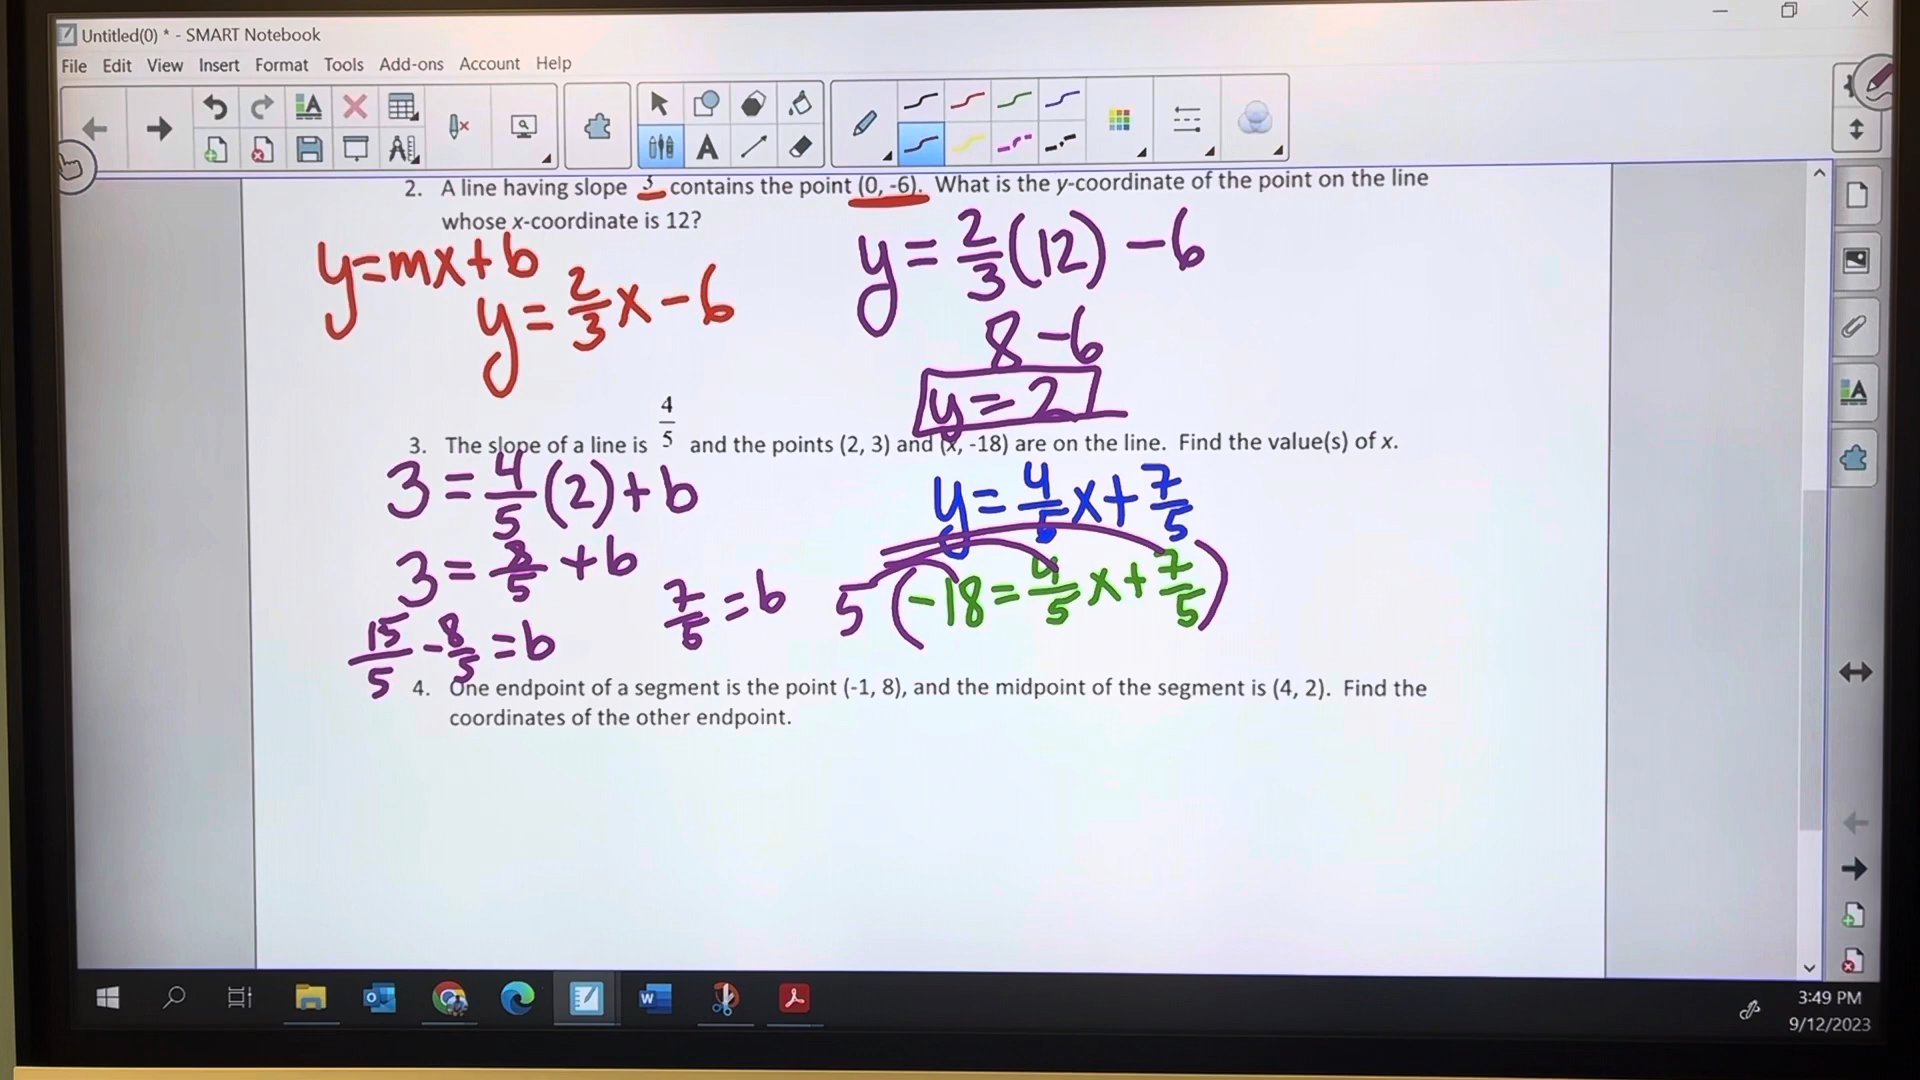 Untitled(0) * - SMART Notebook
File Edit View Insert Format Tools Add-ons Account Help
2. A line having slope contains the point (0, -6). What is the y-coordinate of the point on the line
whose x-coordinate is 12?
y=mx+b
y=2/3x-6
y=2/3(12)-6
8-6
y=2
3. The slope of a line is 4/5 and the points (2, 3) and (x, -18) are on the line. Find the value(s) of x.
3=4/5(2)+b
3=8/5+b
15/5-8/5=b
7/5=b
y=4/5x+7/5
5(-18=4/5x+7/5)
4. One endpoint of a segment is the point (-1, 8), and the midpoint of the segment is (4, 2). Find the
coordinates of the other endpoint.
3:49 PM
9/12/2023